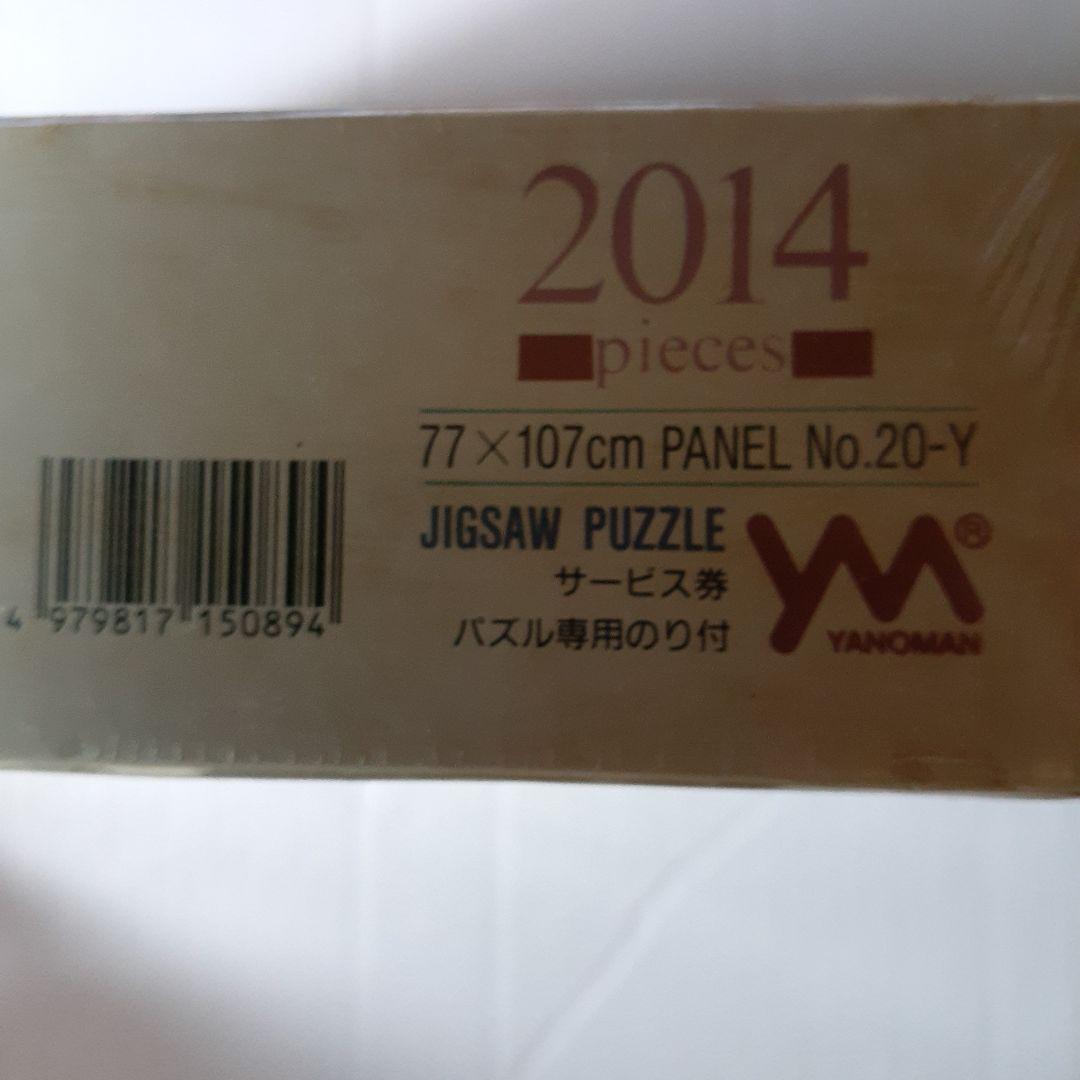 2014
pieces
77×107cm PANEL No.20-Y
JIGSAW PUZZLE
サービス券
パズル専用のり付
YM®
YANOMAN
4 979817 150894